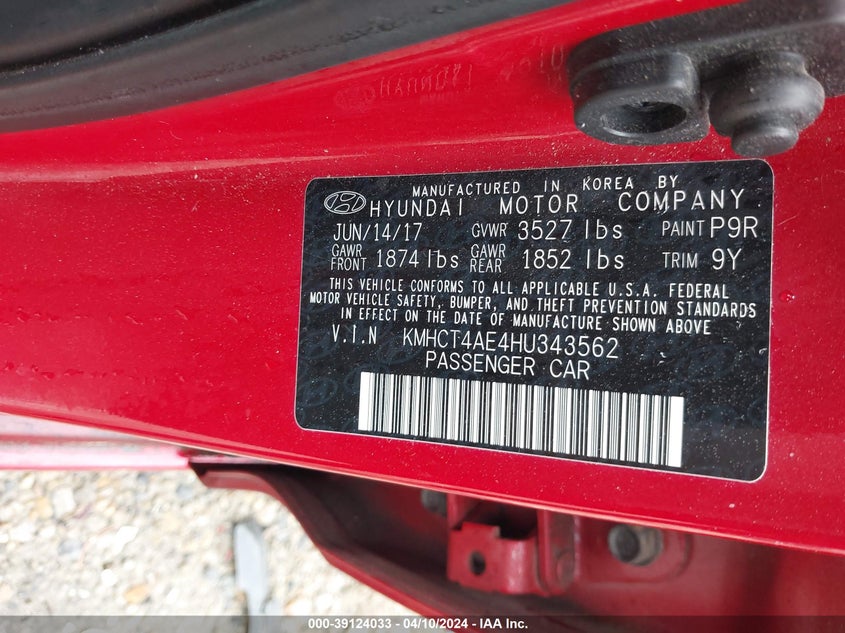 MANUFACTURED IN KOREA BY
HYUNDAI MOTOR COMPANY
JUN/14/17 GVWR 3527 lbs PAINT P9R
GAWR FRONT 1874 lbs GAWR REAR 1852 lbs TRIM 9Y
THIS VEHICLE CONFORMS TO ALL APPLICABLE U.S.A. FEDERAL
MOTOR VEHICLE SAFETY, BUMPER, AND THEFT PREVENTION STANDARDS
IN EFFECT ON THE DATE OF MANUFACTURE SHOWN ABOVE
V.I.N KMHCT4AE4HU343562
PASSENGER CAR
000-39124033 - 04/10/2024 - IAA Inc.